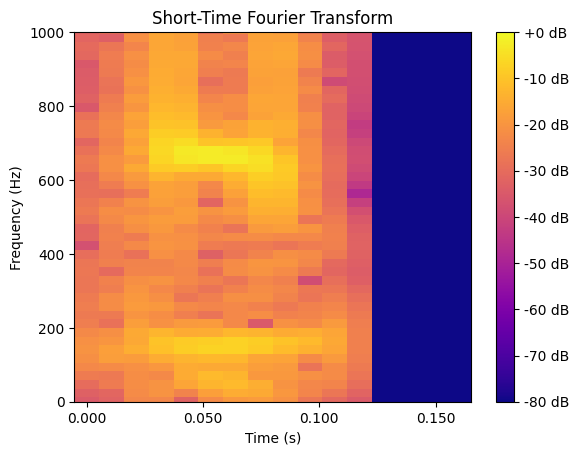 Short-Time Fourier Transform
Frequency (Hz)
1000
800
600
400
200
0
0.000
0.050
0.100
0.150
Time (s)
+0 dB
-10 dB
-20 dB
-30 dB
-40 dB
-50 dB
-60 dB
-70 dB
-80 dB